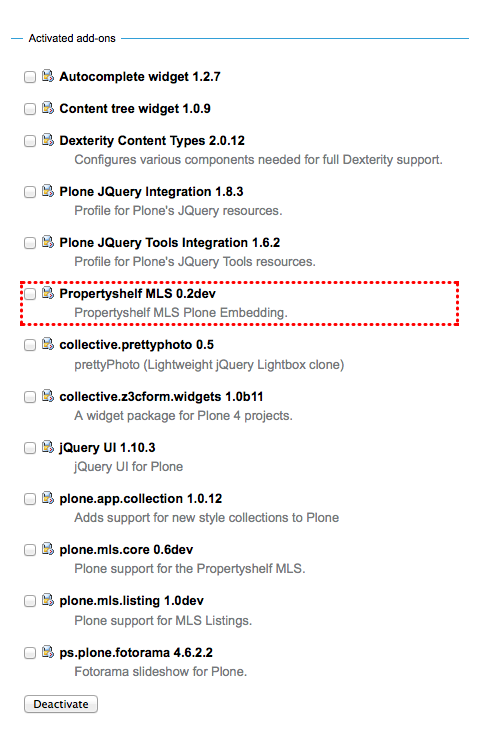 Activated add-ons
Autocomplete widget 1.2.7
Content tree widget 1.0.9
Dexterity Content Types 2.0.12
Configures various components needed for full Dexterity support.
Plone JQuery Integration 1.8.3
Profile for Plone's JQuery resources.
Plone JQuery Tools Integration 1.6.2
Profile for Plone's JQuery Tools resources.
Propertyshelf MLS 0.2dev
Propertyshelf MLS Plone Embedding.
collective.prettyphoto 0.5
prettyPhoto (Lightweight jQuery Lightbox clone)
collective.z3cform.widgets 1.0b11
A widget package for Plone 4 projects.
jQuery UI 1.10.3
jQuery UI for Plone
plone.app.collection 1.0.12
Adds support for new style collections to Plone
plone.mls.core 0.6dev
Plone support for the Propertyshelf MLS.
plone.mls.listing 1.0dev
Plone support for MLS Listings.
ps.plone.fotorama 4.6.2.2
Fotorama slideshow for Plone.
Deactivate